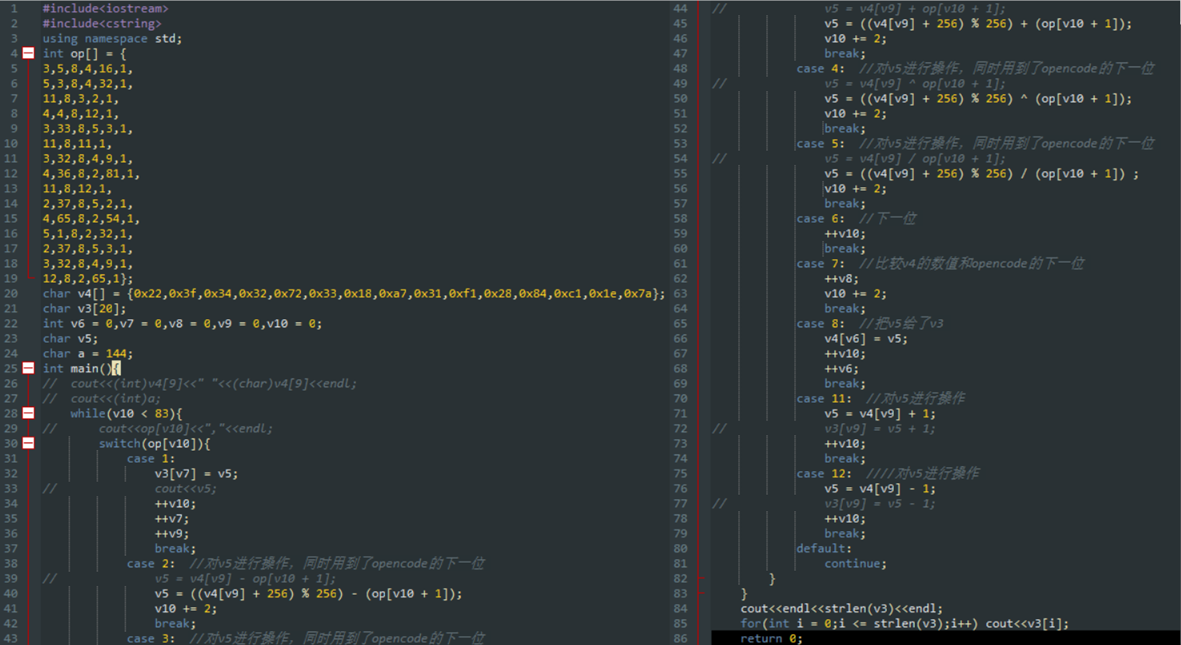 1 #include<iostream>
2 #include<cstring>
3 using namespace std;
4 int op[] = {
5 3,5,8,4,16,1,
6 5,3,8,4,32,1,
7 11,8,3,2,1,
8 4,4,8,12,1,
9 3,33,8,5,3,1,
10 11,8,11,1,
11 3,32,8,4,9,1,
12 4,36,8,2,81,1,
13 11,8,12,1,
14 2,37,8,5,2,1,
15 4,65,8,2,54,1,
16 5,1,8,2,32,1,
17 2,37,8,5,3,1,
18 3,32,8,4,9,1,
19 12,8,2,65,1};
20 char v4[] = {0x22,0x3f,0x34,0x32,0x72,0x33,0x18,0xa7,0x31,0xf1,0x28,0x84,0xc1,0x1e,0x7a};
21 char v3[20];
22 int v6 = 0,v7 = 0,v8 = 0,v9 = 0,v10 = 0;
23 char v5;
24 char a = 144;
25 int main(){
26 // cout<<(int)v4[9]<<" "<<(char)v4[9]<<endl;
27 // cout<<(int)a;
28 while(v10 < 83){
29 // cout<<op[v10]<<","<<endl;
30 switch(op[v10]){
31 case 1:
32 v3[v7] = v5;
33 // cout<<v5;
34 ++v10;
35 ++v7;
36 ++v9;
37 break;
38 case 2: //对v5进行操作，同时用到了opencode的下一位
39 // v5 = v4[v9] - op[v10 + 1];
40 v5 = ((v4[v9] + 256) % 256) - (op[v10 + 1]);
41 v10 += 2;
42 break;
43 case 3: //对v5进行操作，同时用到了opencode的下一位
44 // v5 = v4[v9] + op[v10 + 1];
45 v5 = ((v4[v9] + 256) % 256) + (op[v10 + 1]);
46 v10 += 2;
47 break;
48 case 4: //对v5进行操作，同时用到了opencode的下一位
49 // v5 = v4[v9] ^ op[v10 + 1];
50 v5 = ((v4[v9] + 256) % 256) ^ (op[v10 + 1]);
51 v10 += 2;
52 break;
53 case 5: //对v5进行操作，同时用到了opencode的下一位
54 // v5 = v4[v9] / op[v10 + 1];
55 v5 = ((v4[v9] + 256) % 256) / (op[v10 + 1]) ;
56 v10 += 2;
57 break;
58 case 6: //下一位
59 ++v10;
60 break;
61 case 7: //比较v4的数值和opencode的下一位
62 ++v8;
63 v10 += 2;
64 break;
65 case 8: //把v5给了v3
66 v4[v6] = v5;
67 ++v10;
68 ++v6;
69 break;
70 case 11: //对v5进行操作
71 v5 = v4[v9] + 1;
72 // v3[v9] = v5 + 1;
73 ++v10;
74 break;
75 case 12: ////对v5进行操作
76 v5 = v4[v9] - 1;
77 // v3[v9] = v5 - 1;
78 ++v10;
79 break;
80 default:
81 continue;
82 }
83 }
84 cout<<endl<<strlen(v3)<<endl;
85 for(int i = 0;i <= strlen(v3);i++) cout<<v3[i];
86 return 0;